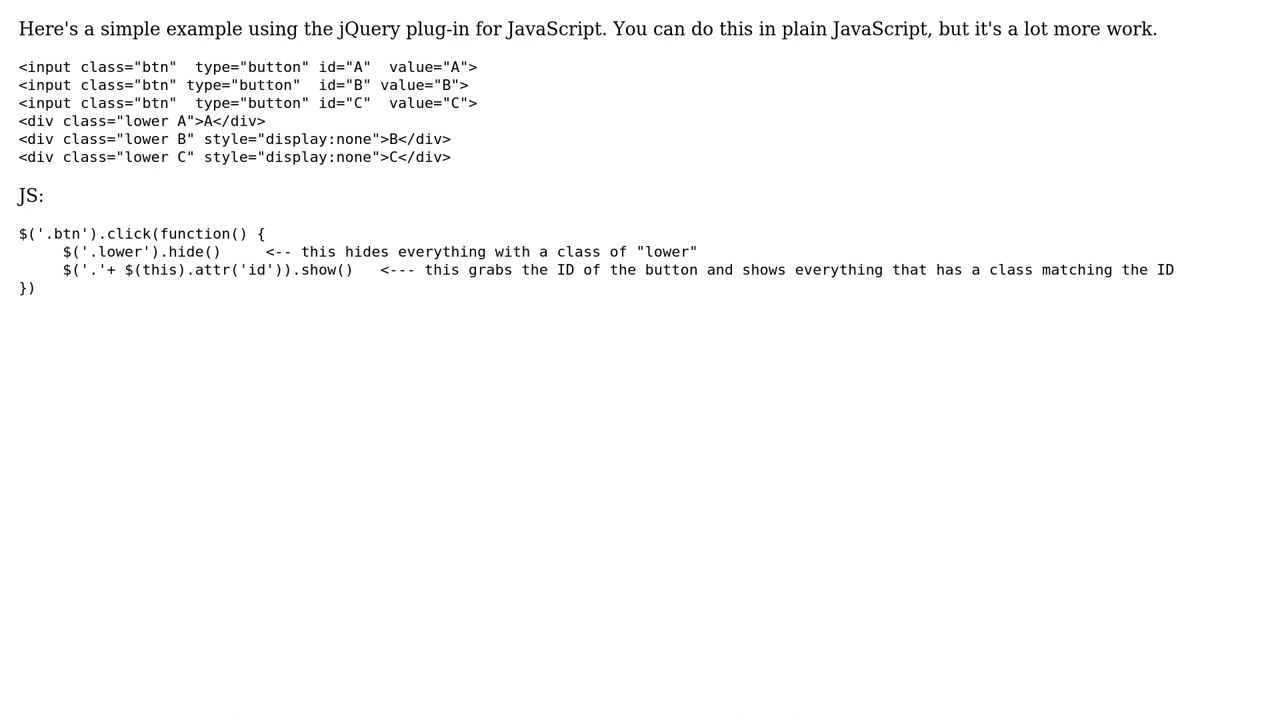 Here's a simple example using the jQuery plug-in for JavaScript. You can do this in plain JavaScript, but it's a lot more work.
<input class="btn"  type="button" id="A"  value="A">
<input class="btn" type="button"  id="B" value="B">
<input class="btn"  type="button" id="C"  value="C">
<div class="lower A">A</div>
<div class="lower B" style="display:none">B</div>
<div class="lower C" style="display:none">C</div>
JS:
$('.btn').click(function() {
     $('.lower').hide()     <-- this hides everything with a class of "lower"
     $('.'+ $(this).attr('id')).show()   <--- this grabs the ID of the button and shows everything that has a class matching the ID
})